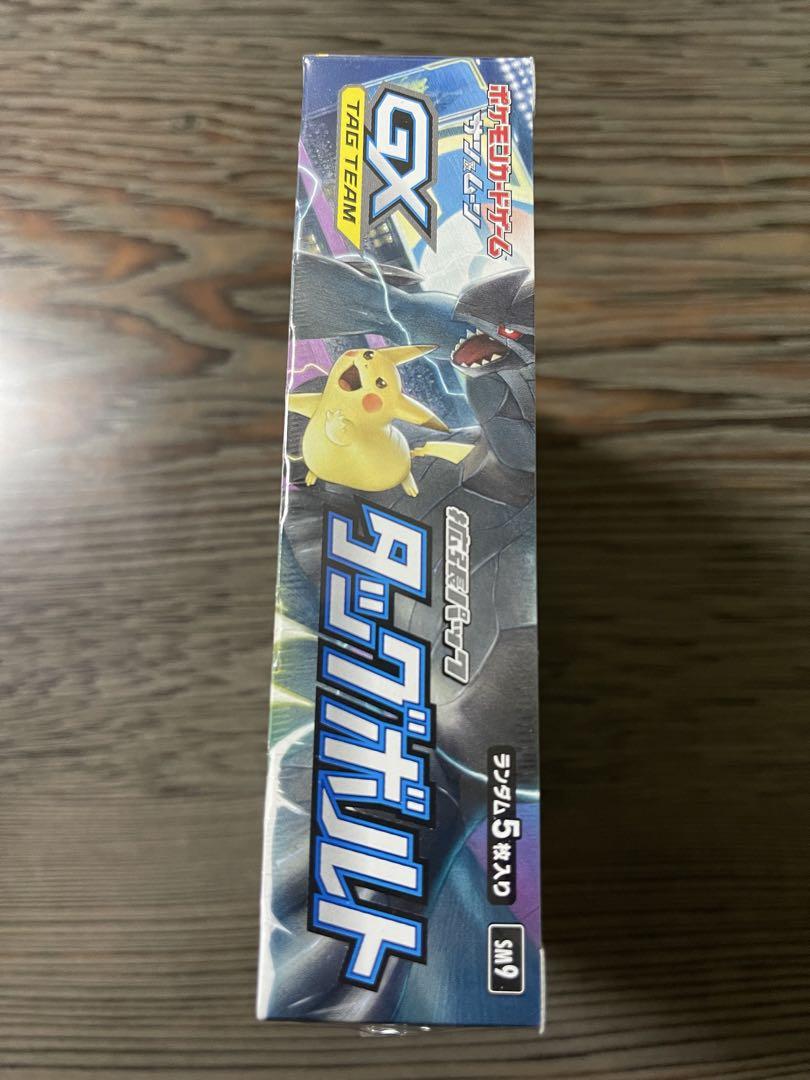 ポケモンカードゲーム
サン&ムーン
GX
TAG TEAM
拡張パック
タッグボルト
ランダム5枚入り
SM9